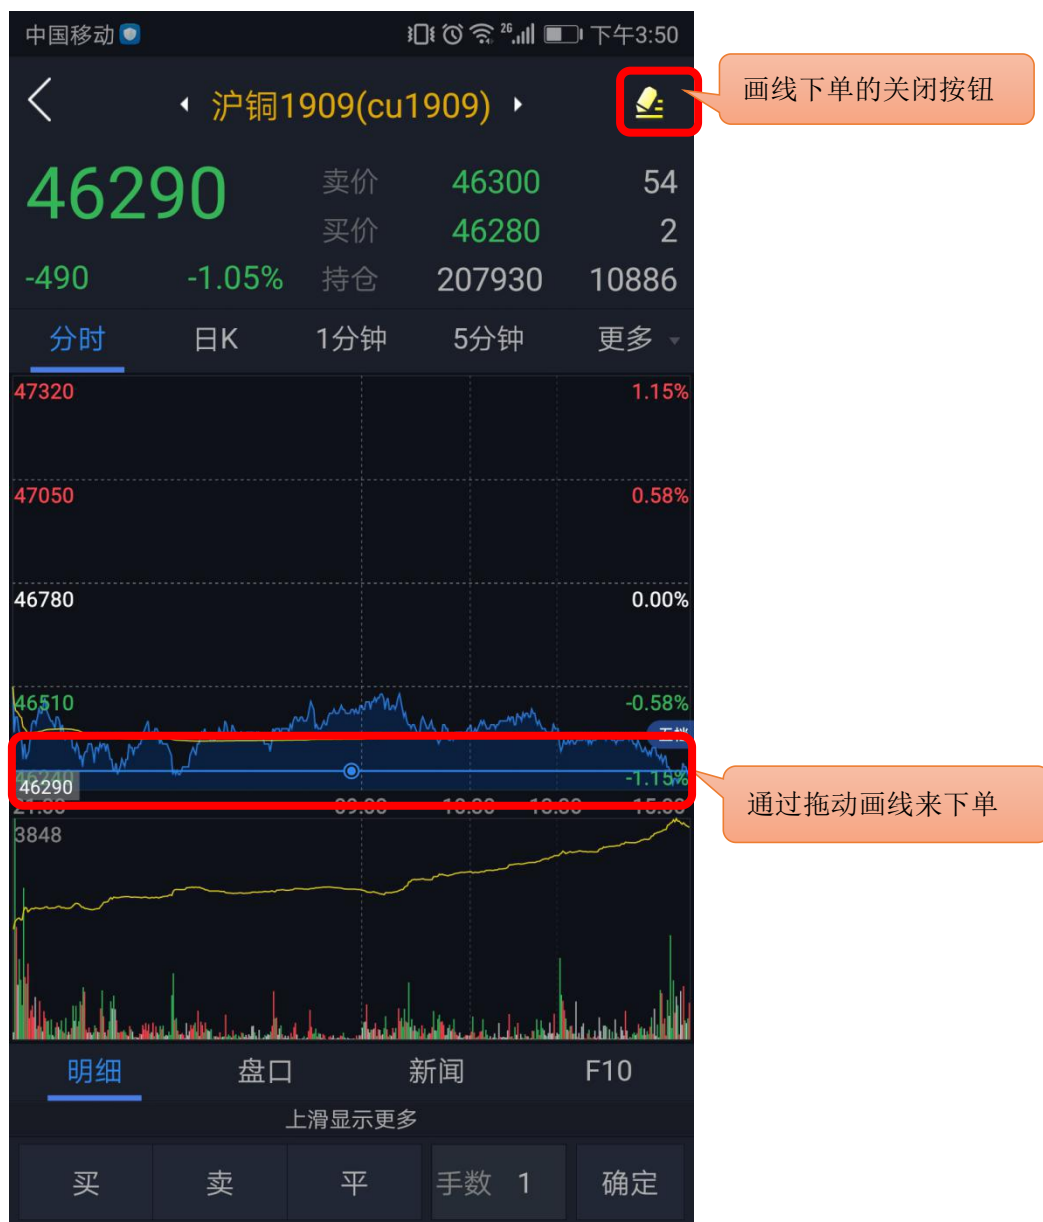 中国移动 26 下午3:50
沪铜1909(cu1909)
画线下单的关闭按钮
46290 卖价 46300 54
买价 46280 2
-490 -1.05% 持仓 207930 10886
分时 日K 1分钟 5分钟 更多
47320 1.15%
47050 0.58%
46780 0.00%
46510 -0.58%
-1.15%
46290
通过拖动画线来下单
3848
明细 盘口 新闻 F10
上滑显示更多
买 卖 平 手数 1 确定